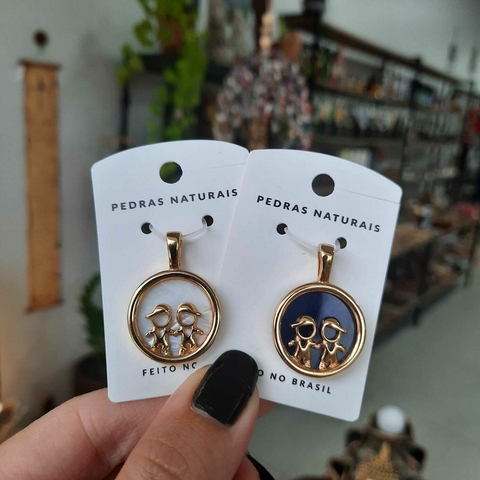 PEDRAS NATURAIS
FEITO NO
PEDRAS NATURAIS
O NO BRASIL